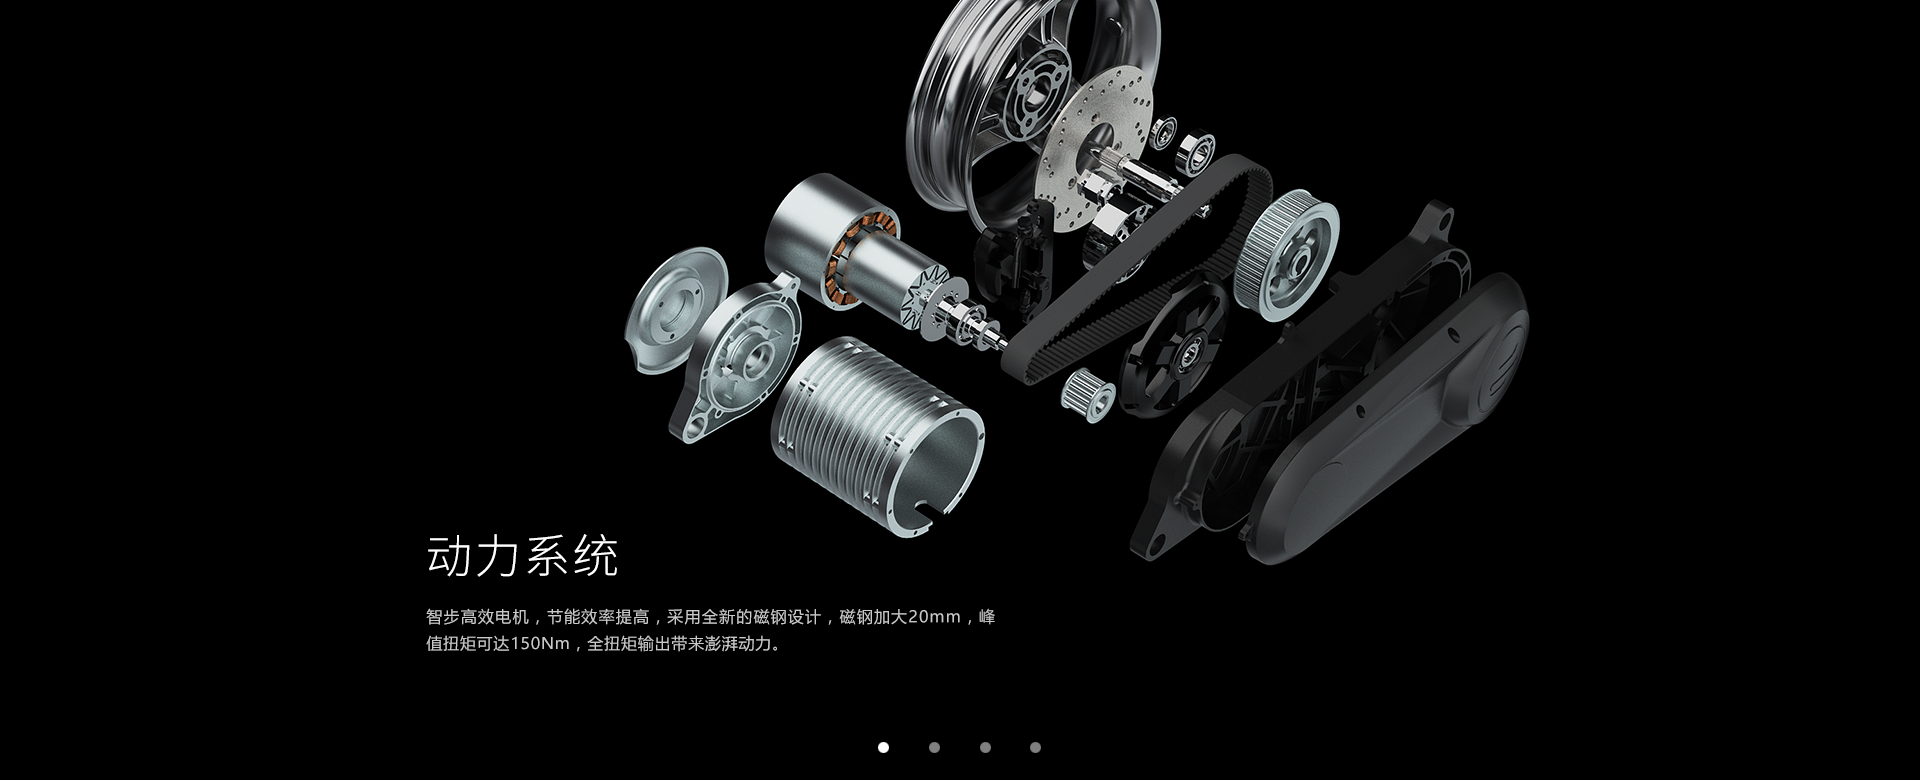 动力系统
智步高效电机，节能效率提高，采用全新的磁钢设计，磁钢加大20mm，峰
值扭矩可达150Nm，全扭矩输出带来澎湃动力。